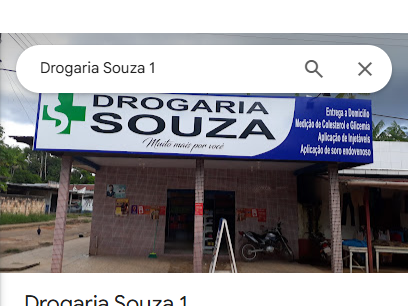 Drogaria Souza 1
DROGARIA
SOUZA
Muito mais por você
Entrega a Domicílio
Medição de Colesterol e Glicemia
Aplicação de Injetáveis
Aplicação de soro endovenoso
Drogaria Souza 1